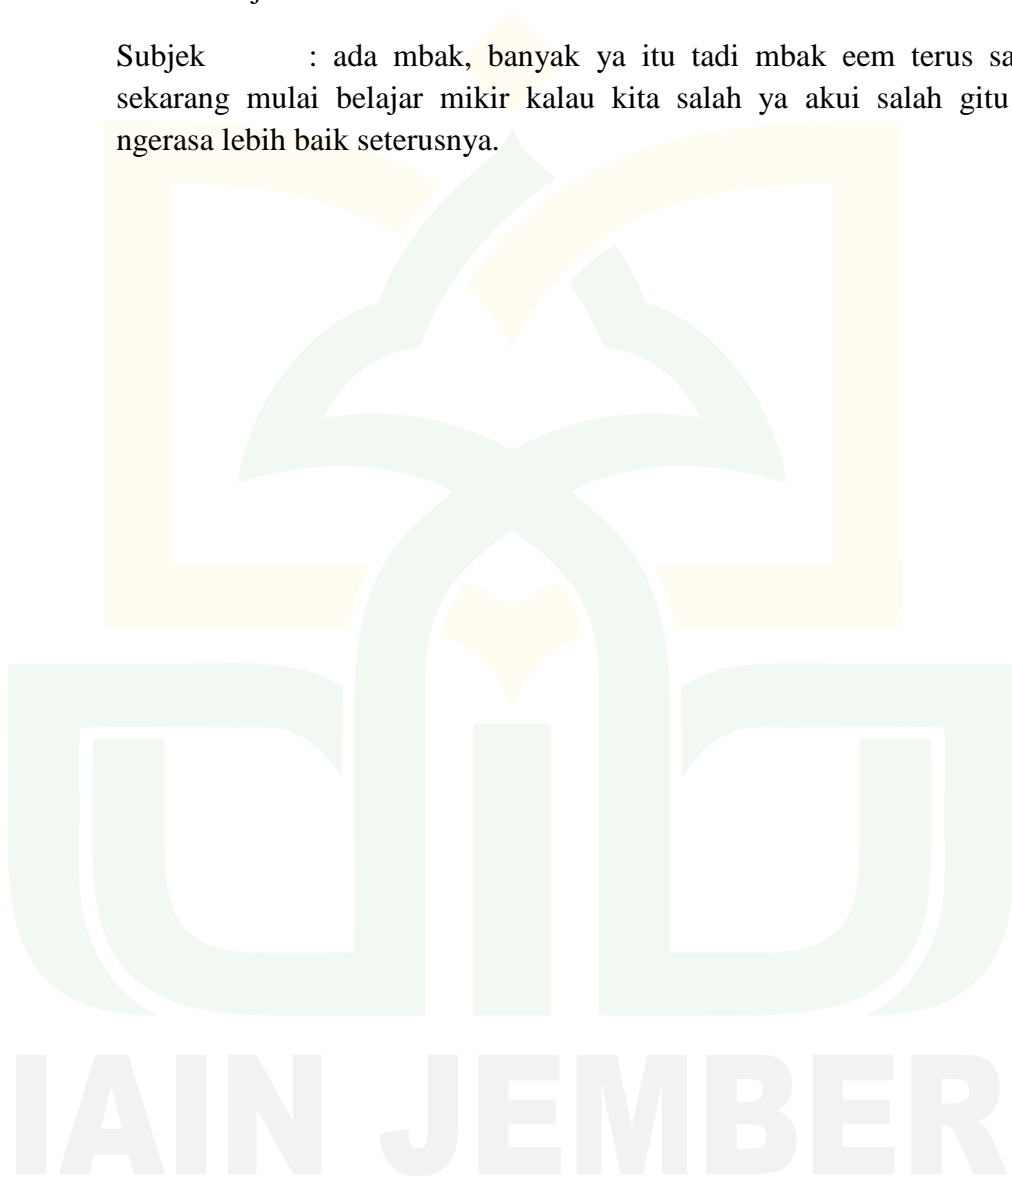 Subjek : ada mbak, banyak ya itu tadi mbak eem terus
sekarang mulai belajar mikir kalau kita salah ya akui salah gitu
ngerasa lebih baik seterusnya.
IAIN JEMBER